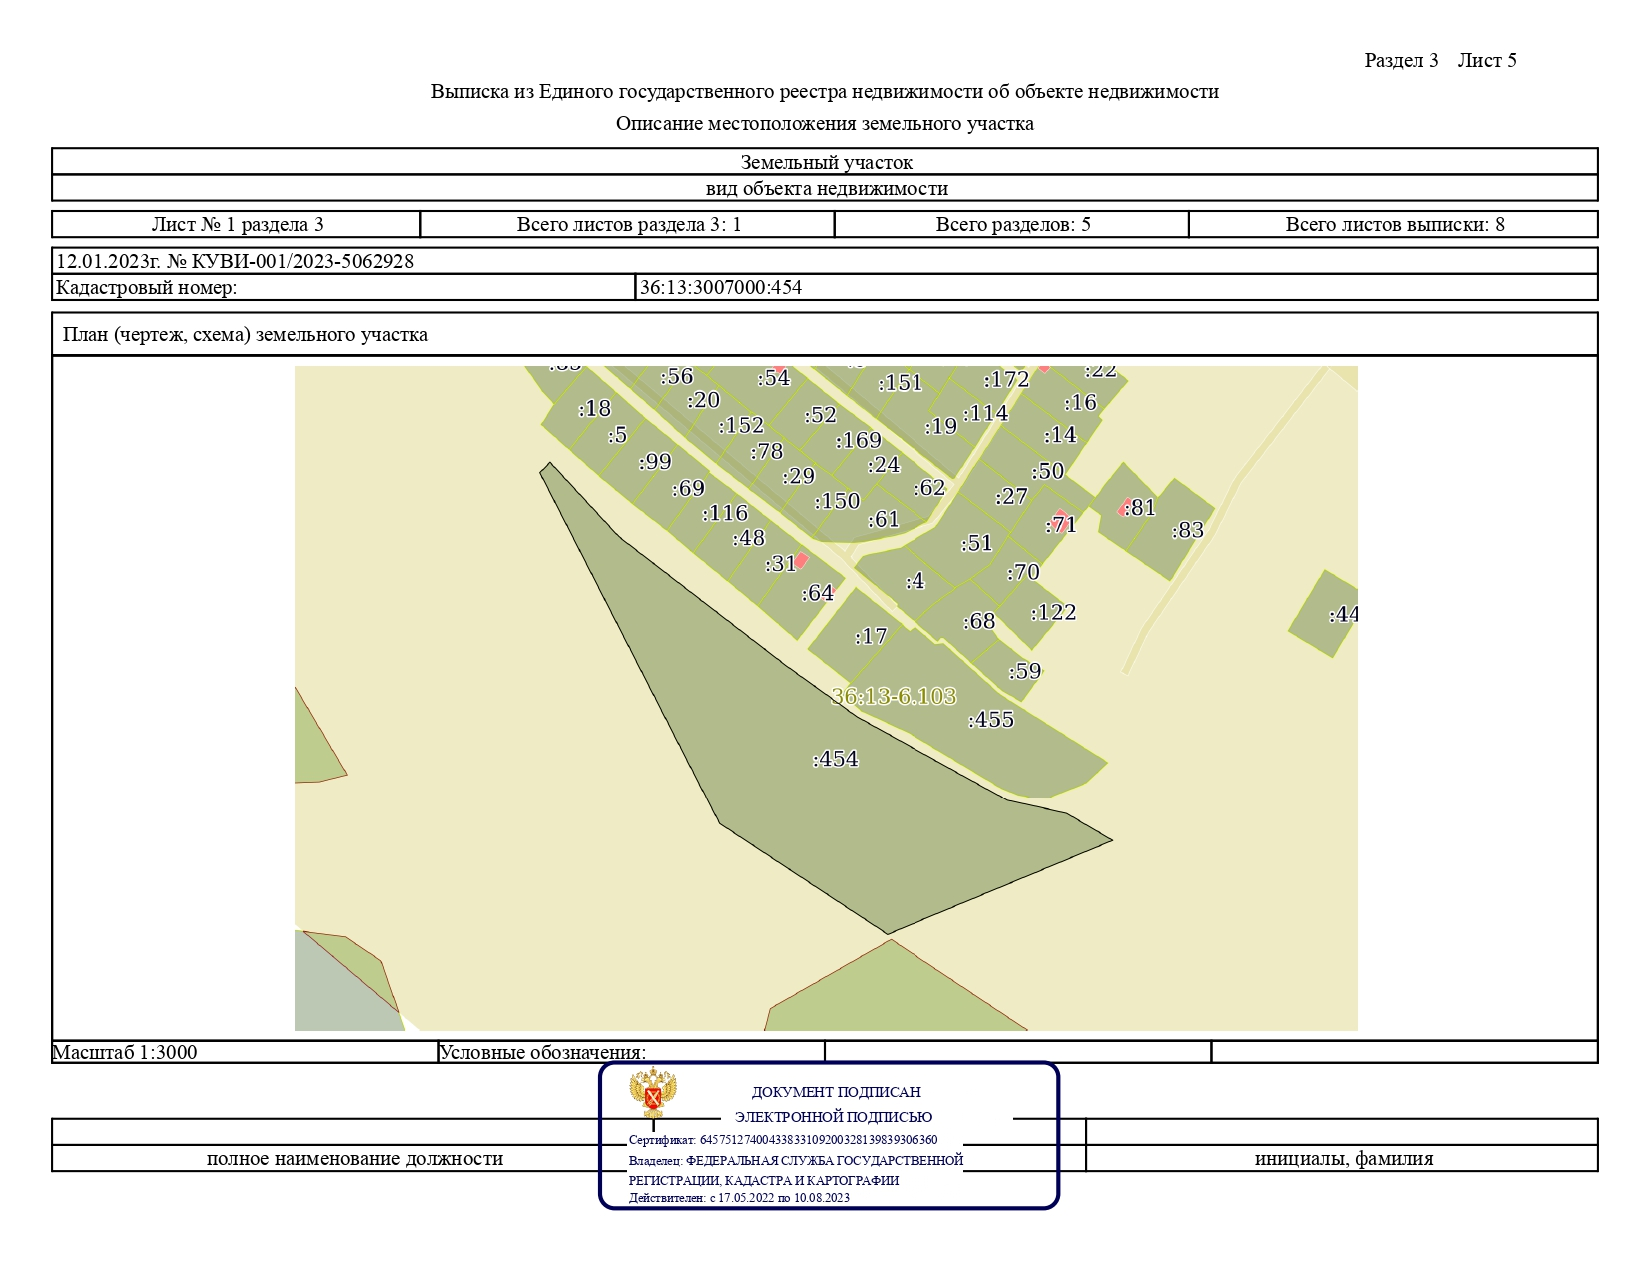 Раздел 3 Лист 5
Выписка из Единого государственного реестра недвижимости об объекте недвижимости
Описание местоположения земельного участка
Земельный участок
вид объекта недвижимости
Лист № 1 раздела 3 Всего листов раздела 3: 1 Всего разделов: 5 Всего листов выписки: 8
12.01.2023г. № КУВИ-001/2023-5062928
Кадастровый номер: 36:13:3007000:454
План (чертеж, схема) земельного участка
:56 :54 :151 :172 :22
:18 :20 :52 :114 :16
:5 :152 :169 :19 :14
:99 :78 :24 :50
:69 :29 :62 :27
:116 :150 :61 :71 :81
:48 :51 :83
:31 :4 :70
:64 :68 :122 :44
:17 :59
36:13-6.103
:455
:454
Масштаб 1:3000 Условные обозначения:
ДОКУМЕНТ ПОДПИСАН
ЭЛЕКТРОННОЙ ПОДПИСЬЮ
Сертификат: 64575127400433833109200328139839306360
Владелец: ФЕДЕРАЛЬНАЯ СЛУЖБА ГОСУДАРСТВЕННОЙ
РЕГИСТРАЦИИ, КАДАСТРА И КАРТОГРАФИИ
Действителен: с 17.05.2022 по 10.08.2023
полное наименование должности инициалы, фамилия